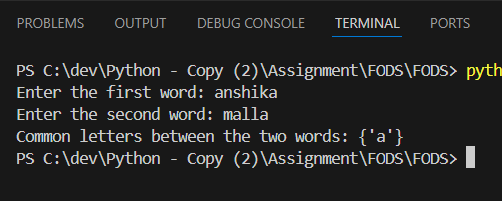 PROBLEMS OUTPUT DEBUG CONSOLE TERMINAL PORTS
PS C:\dev\Python - Copy (2)\Assignment\FODS\FODS> pyth
Enter the first word: anshika
Enter the second word: malla
Common letters between the two words: {'a'}
PS C:\dev\Python - Copy (2)\Assignment\FODS\FODS>